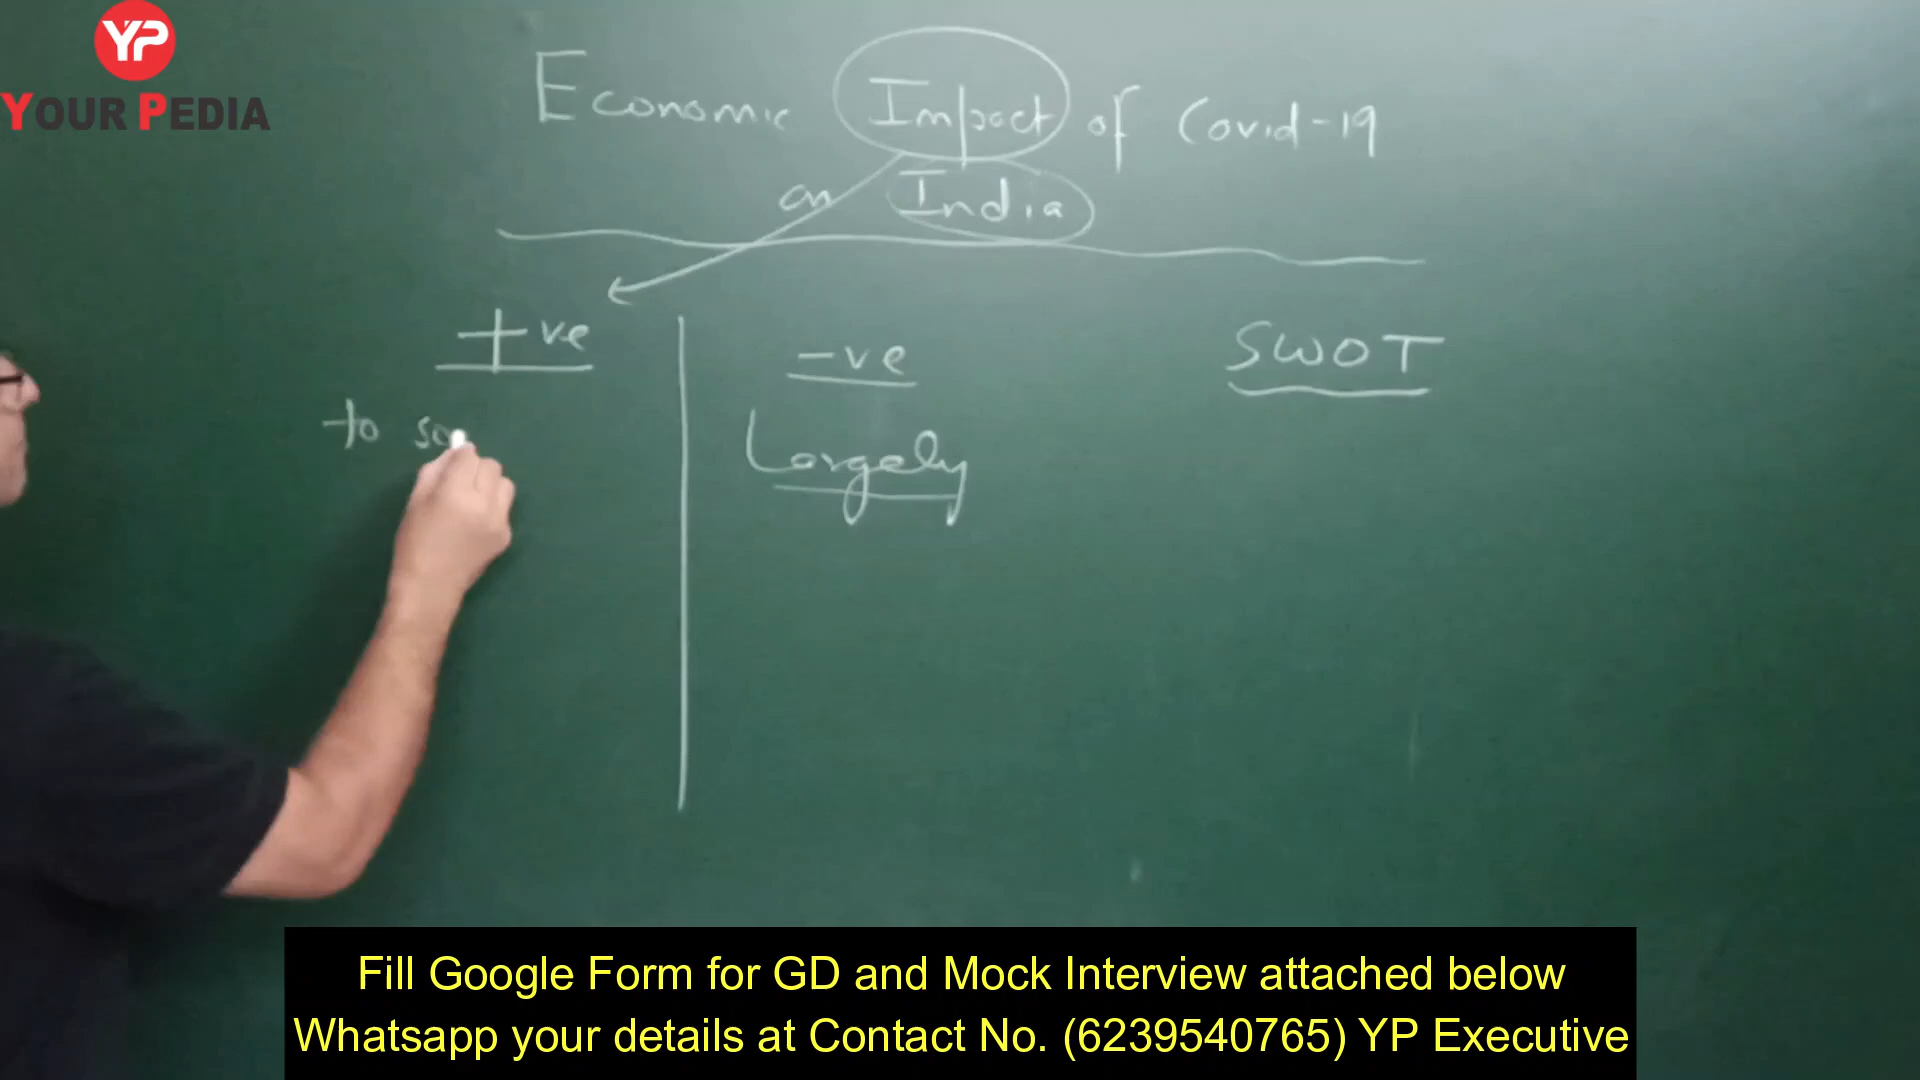 YP
YOUR PEDIA
Economic Impact of Covid-19
on India
+ve
-ve
SWOT
to so
Largely
Fill Google Form for GD and Mock Interview attached below
Whatsapp your details at Contact No. (6239540765) YP Executive